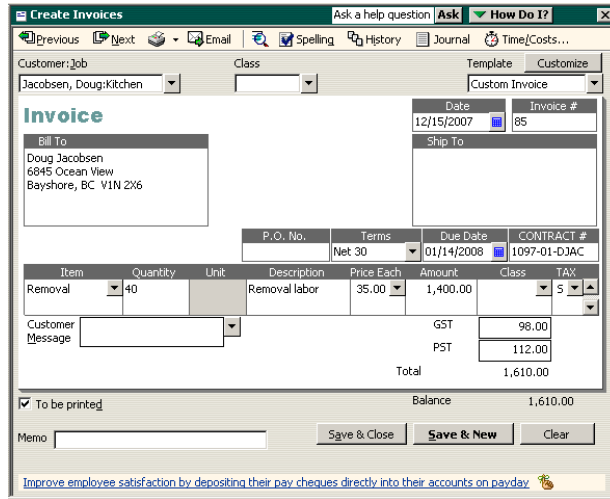 Create Invoices Ask a help question Ask How Do I?
Previous Next Email Spelling History Journal Time/Costs...
Customer:Job Class Template Customize
Jacobsen, Doug:Kitchen Custom Invoice
Invoice
Date Invoice #
12/15/2007 85
Bill To Ship To
Doug Jacobsen
6845 Ocean View
Bayshore, BC V1N 2X6
P.O. No. Terms Due Date CONTRACT #
Net 30 01/14/2008 1097-01-DJAC
Item Quantity Unit Description Price Each Amount Class TAX
Removal 40 Removal labor 35.00 1,400.00 S
Customer Message
GST 98.00
PST 112.00
Total 1,610.00
To be printed Balance 1,610.00
Memo Save & Close Save & New Clear
Improve employee satisfaction by depositing their pay cheques directly into their accounts on payday